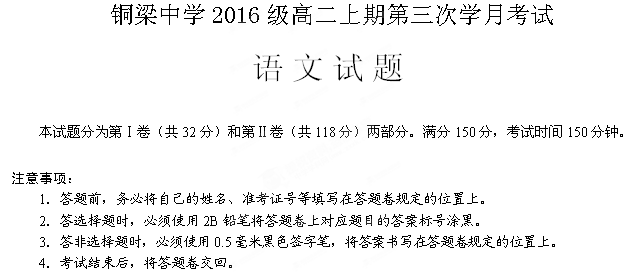 铜梁中学 2016 级高二上期第三次学月考试
语文试题
本试题分为第Ⅰ卷（共 32 分）和第Ⅱ卷（共 118 分）两部分。满分 150 分，考试时间 150 分钟。
注意事项：
1．答题前，务必将自己的姓名、准考证号等填写在答题卷规定的位置上。
2．答选择题时，必须使用 2B 铅笔将答题卷上对应题目的答案标号涂黑。
3．答非选择题时，必须使用 0.5 毫米黑色签字笔，将答案书写在答题卷规定的位置上。
4．考试结束后，将答题卷交回。